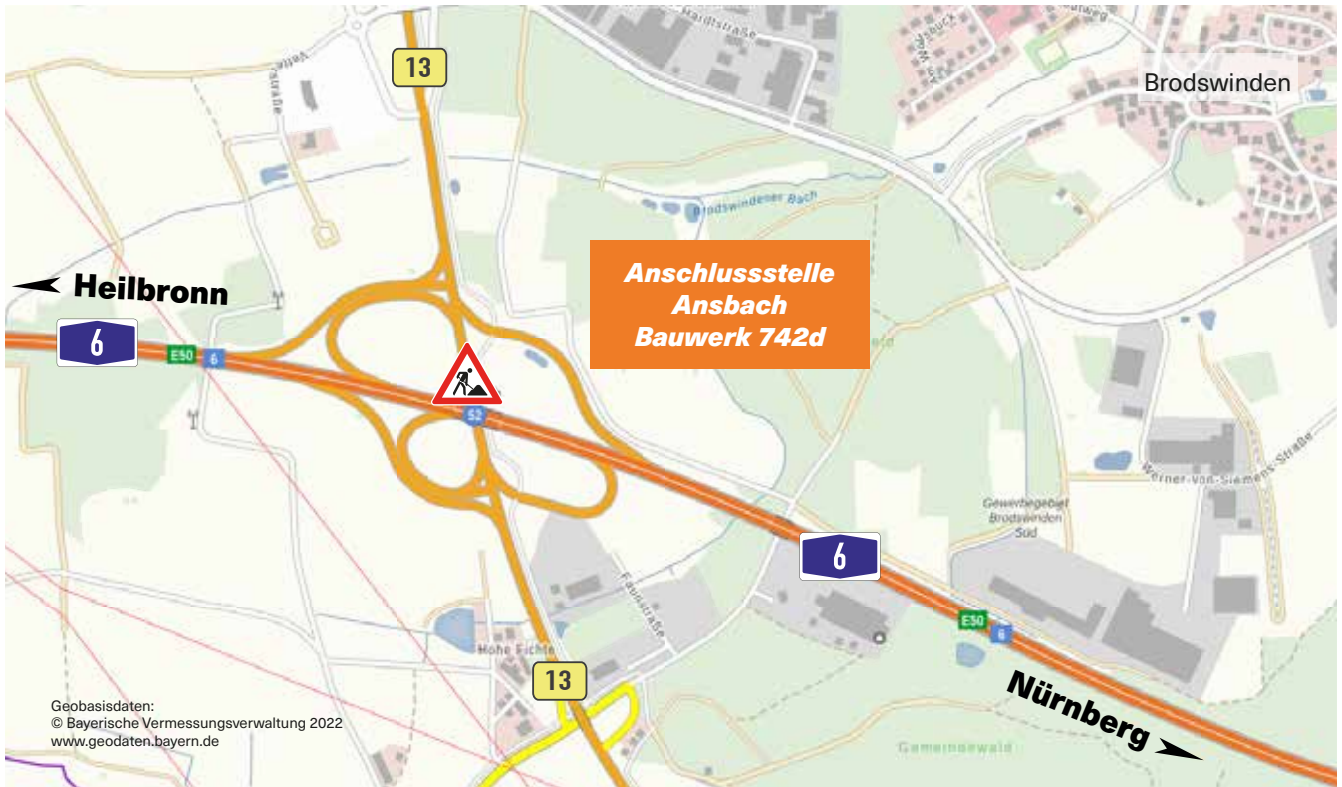 Hardtstraße
13
Brodswinden
Brodswindener Bach
Anschlussstelle
Ansbach
Bauwerk 742d
Heilbronn
6
E50
6
52
Werner-von-Siemens-Straße
Gewerbegebiet
Brodswinden
Süd
6
Faunstraße
E50
6
Hohe Fichte
13
Nürnberg
Geobasisdaten:
© Bayerische Vermessungsverwaltung 2022
www.geodaten.bayern.de
Gemeindewald